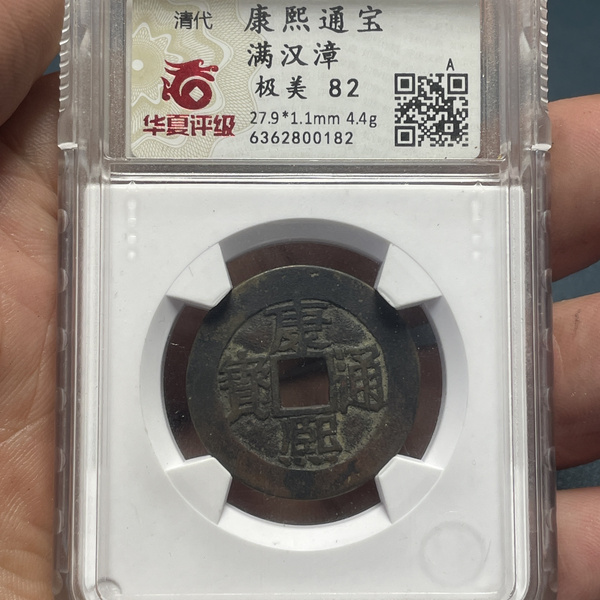 清代 康熙通宝
满汉漳
极美 82
A
华夏评级
27.9*1.1mm 4.4g
6362800182
康
寶 通
熙